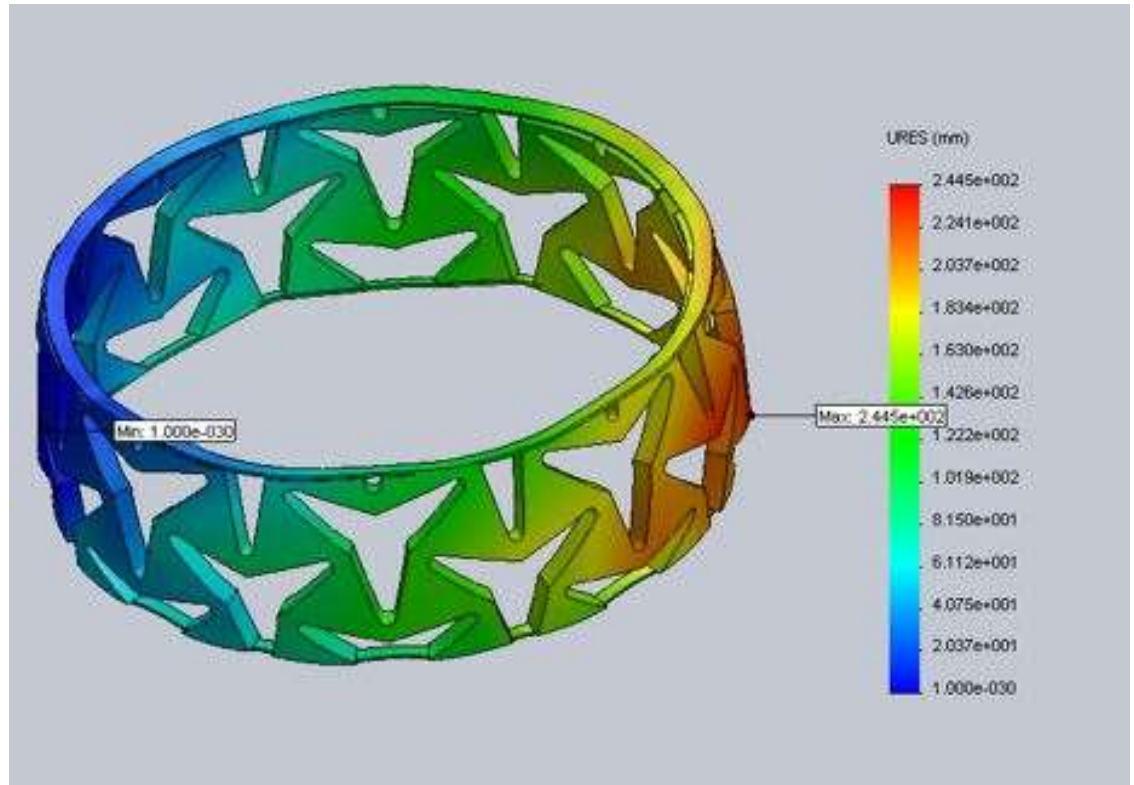 URES (mm)
2.445e+002
2.241e+002
2.037e+002
1.834e+002
1.630e+002
1.426e+002
1.222e+002
1.019e+002
8.150e+001
6.112e+001
4.075e+001
2.037e+001
1.000e-030
Max: 2.445e+002
Min: 1.000e-030